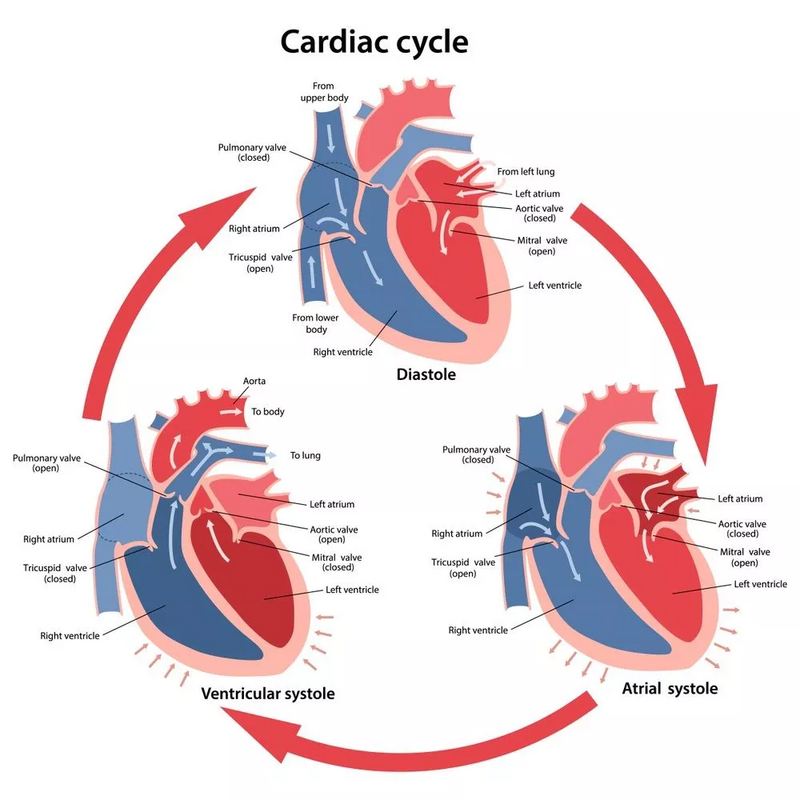 Cardiac cycle
From
upper body
Pulmonary valve
(closed)
From left lung
Left atrium
Aortic valve
(closed)
Right atrium
Mitral valve
(open)
Tricuspid valve
(open)
Left ventricle
From lower
body
Right ventricle
Diastole
Aorta
To body
Pulmonary valve
(open)
To lung
Left atrium
Aortic valve
(open)
Right atrium
Mitral valve
(closed)
Tricuspid valve
(closed)
Left ventricle
Right ventricle
Ventricular systole
Pulmonary valve
(closed)
Left atrium
Aortic valve
(closed)
Right atrium
Mitral valve
(open)
Tricuspid valve
(open)
Left ventricle
Right ventricle
Atrial systole